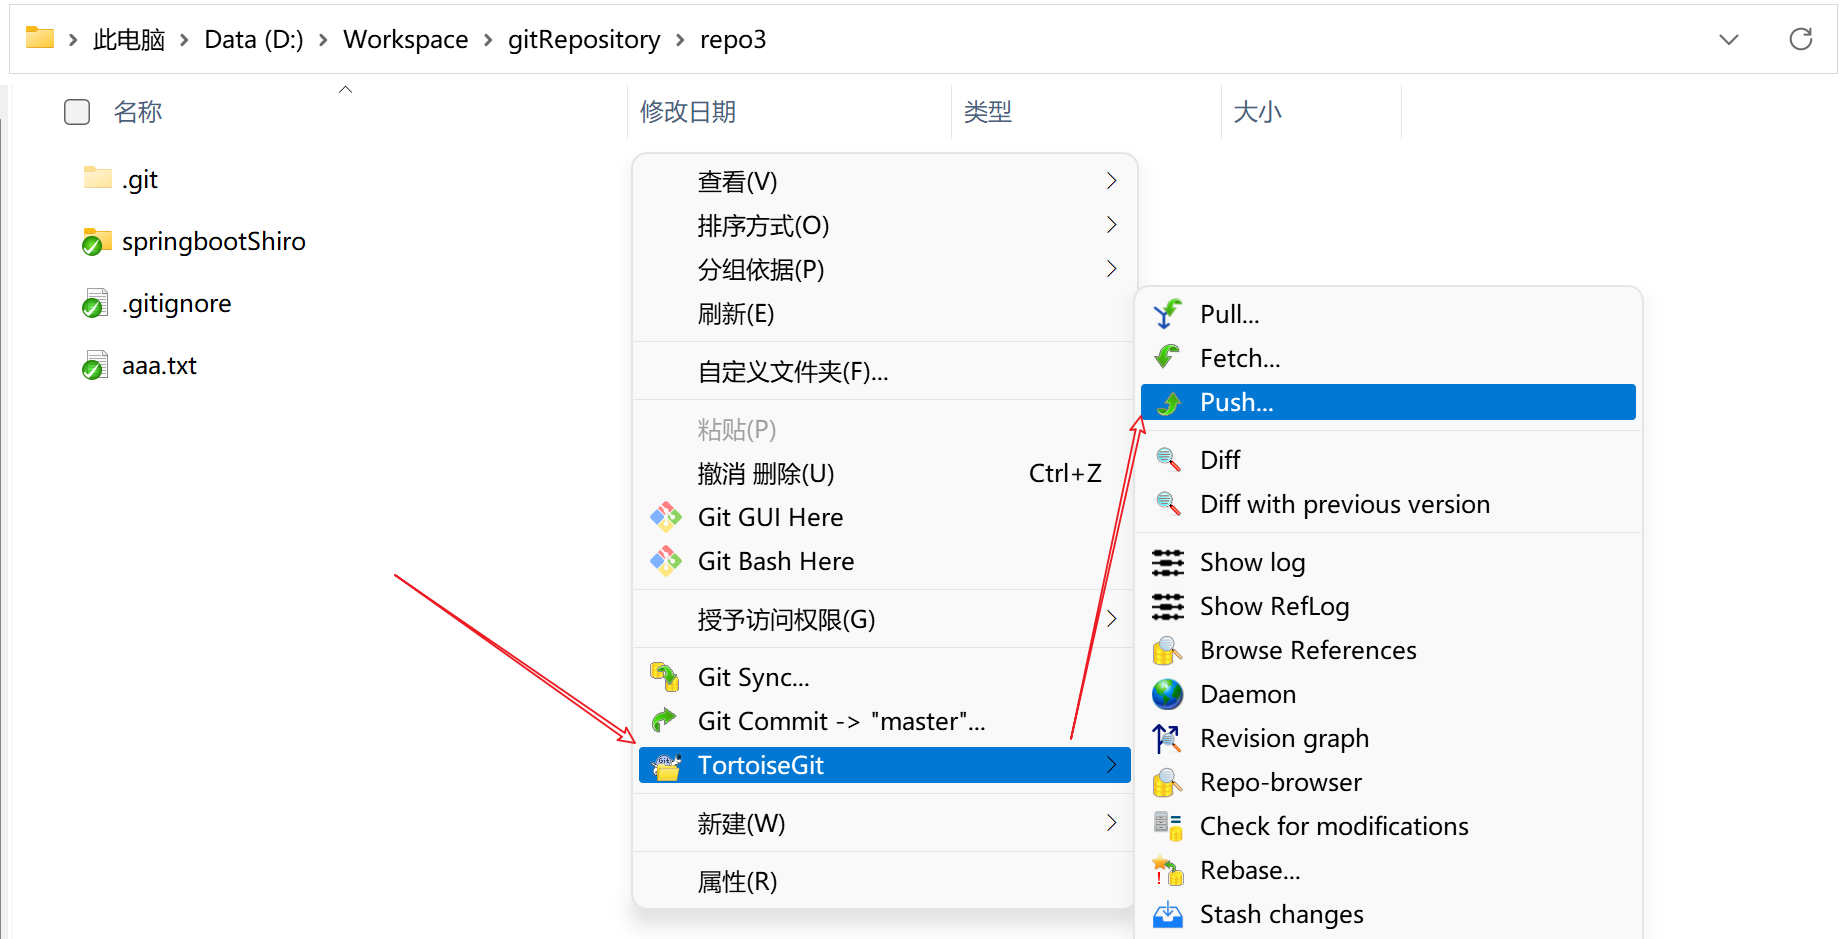 此电脑 Data (D:) Workspace gitRepository repo3
名称 修改日期 类型 大小
.git
springbootShiro
.gitignore
aaa.txt
查看(V)
排序方式(O)
分组依据(P)
刷新(E)
自定义文件夹(F)...
粘贴(P)
撤消 删除(U) Ctrl+Z
Git GUI Here
Git Bash Here
授予访问权限(G)
Git Sync...
Git Commit -> "master"...
TortoiseGit
新建(W)
属性(R)
Pull...
Fetch...
Push...
Diff
Diff with previous version
Show log
Show RefLog
Browse References
Daemon
Revision graph
Repo-browser
Check for modifications
Rebase...
Stash changes